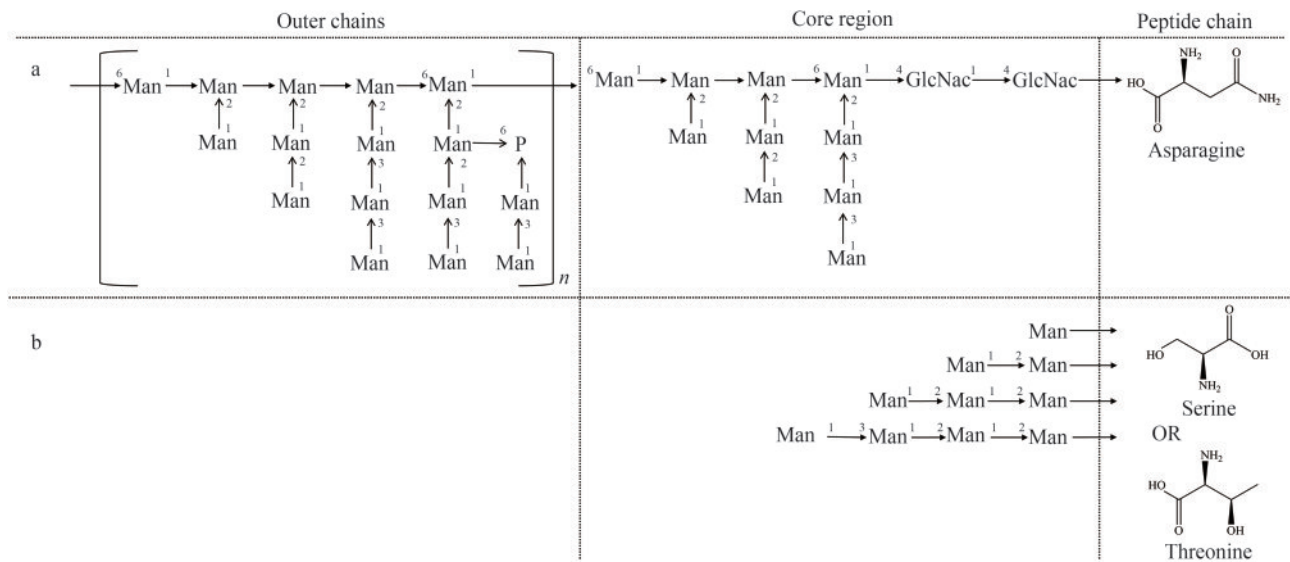 Outer chains Core region Peptide chain
a
6 Man 1 Man Man Man 6 Man 1 6 Man 1 Man Man 6 Man 1 4 GlcNac 1 4 GlcNac
NH₂ O HO O NH₂
2 2 2 2 2 2 2
1 Man 1 Man 1 Man 1 Man 6 P 1 Man 1 Man 1 Man
Asparagine
2 3 2 2 3
1 Man 1 Man 1 Man 1 Man 1 Man 1 Man
3 3 3 3
1 Man 1 Man 1 Man 1 Man
n
b
Man
O HO OH NH₂
Man 1 2 Man
Man 1 2 Man 1 2 Man
Serine
Man 1 3 Man 1 2 Man 1 2 Man
OR
NH₂ HO O OH
Threonine